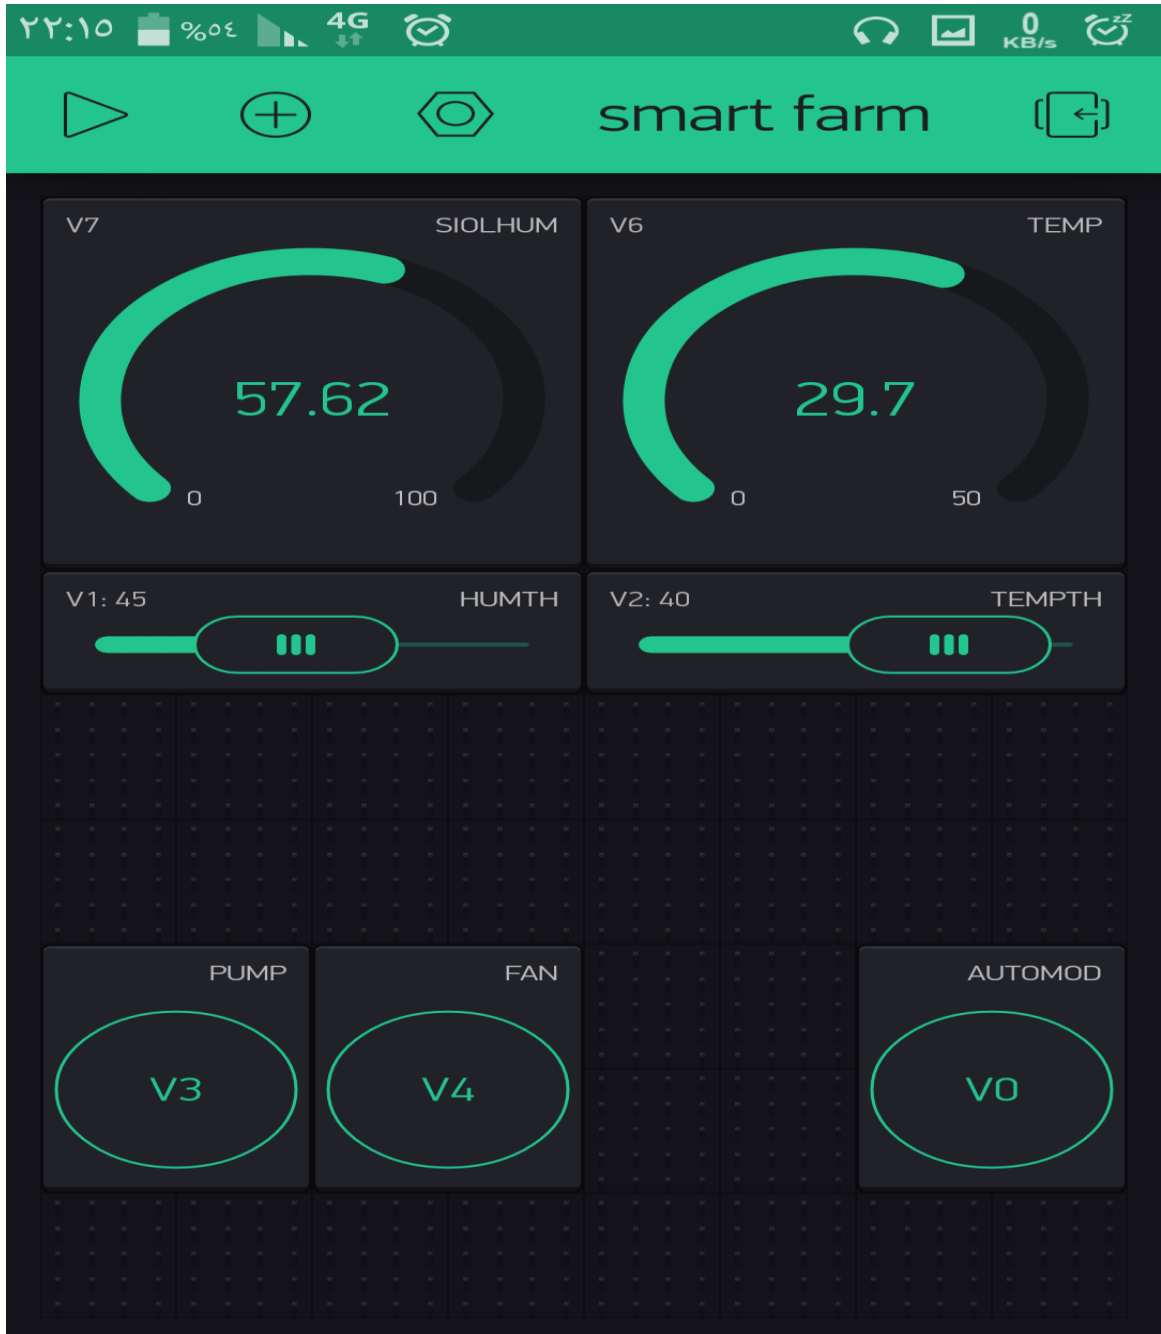 ٢٢:١٥ %٥٤ 4G 0 KB/s zz
smart farm
V7 SIOLHUM
57.62
0 100
V6 TEMP
29.7
0 50
V1: 45 HUMTH
V2: 40 TEMPTH
PUMP
V3
FAN
V4
AUTOMOD
V0